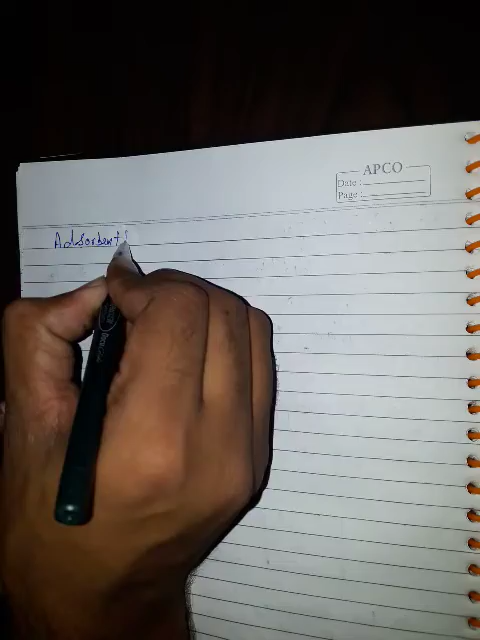 APCO
Date :
Page :
Adsorbent